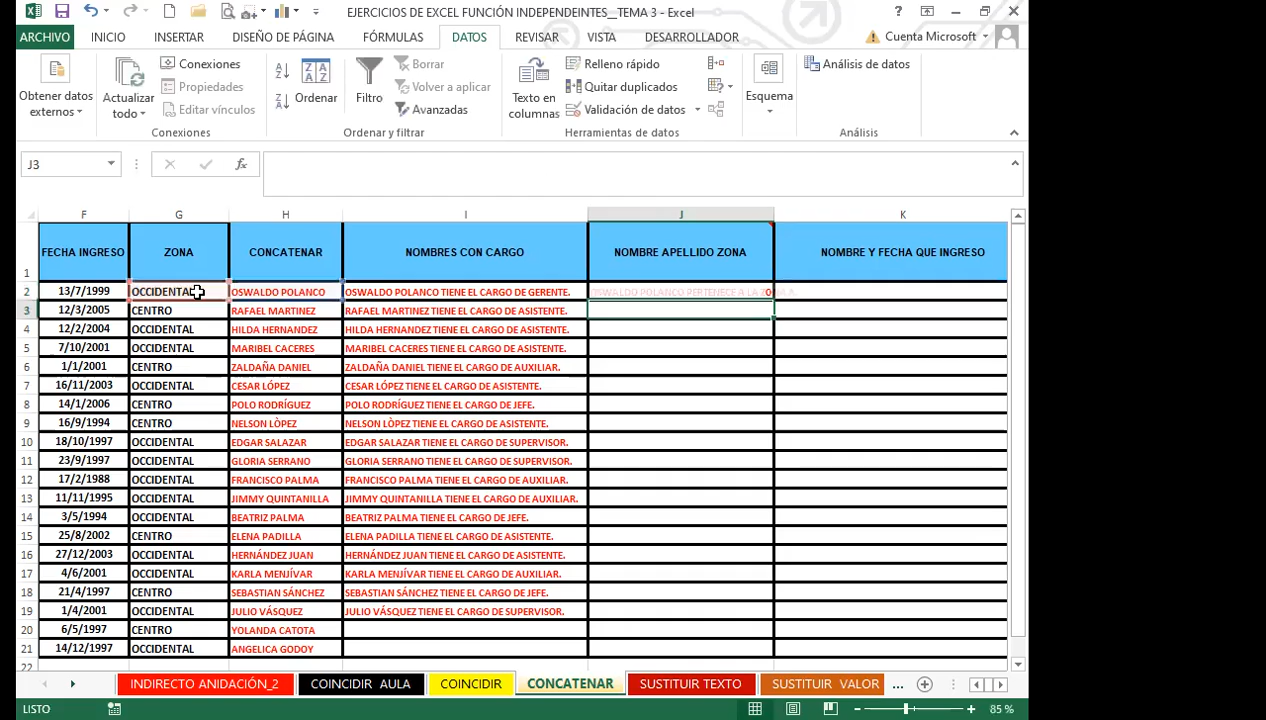 EJERCICIOS DE EXCEL FUNCIÓN INDEPENDEINTES__TEMA 3 - Excel
?
ARCHIVO INICIO INSERTAR DISEÑO DE PÁGINA FÓRMULAS DATOS REVISAR VISTA DESARROLLADOR Cuenta Microsoft
Obtener datos externos
Actualizar todo
Conexiones
Propiedades
Editar vínculos
Conexiones
Ordenar
Filtro
Borrar
Volver a aplicar
Avanzadas
Ordenar y filtrar
Texto en columnas
Relleno rápido
Quitar duplicados
Validación de datos
Herramientas de datos
Esquema
Análisis de datos
Análisis
J3 fx
F G H I J K
1 FECHA INGRESO ZONA CONCATENAR NOMBRES CON CARGO NOMBRE APELLIDO ZONA NOMBRE Y FECHA QUE INGRESO
2 13/7/1999 OCCIDENTAL OSWALDO POLANCO OSWALDO POLANCO TIENE EL CARGO DE GERENTE. OSWALDO POLANCO PERTENECE A LA
3 12/3/2005 CENTRO RAFAEL MARTINEZ RAFAEL MARTINEZ TIENE EL CARGO DE ASISTENTE.
4 12/2/2004 OCCIDENTAL HILDA HERNANDEZ HILDA HERNANDEZ TIENE EL CARGO DE ASISTENTE.
5 7/10/2001 OCCIDENTAL MARIBEL CACERES MARIBEL CACERES TIENE EL CARGO DE ASISTENTE.
6 1/1/2001 CENTRO ZALDAÑA DANIEL ZALDAÑA DANIEL TIENE EL CARGO DE AUXILIAR.
7 16/11/2003 OCCIDENTAL CESAR LÓPEZ CESAR LÓPEZ TIENE EL CARGO DE ASISTENTE.
8 14/1/2006 CENTRO POLO RODRÍGUEZ POLO RODRÍGUEZ TIENE EL CARGO DE JEFE.
9 16/9/1994 CENTRO NELSON LÒPEZ NELSON LÒPEZ TIENE EL CARGO DE ASISTENTE.
10 18/10/1997 OCCIDENTAL EDGAR SALAZAR EDGAR SALAZAR TIENE EL CARGO DE SUPERVISOR.
11 23/9/1997 OCCIDENTAL GLORIA SERRANO GLORIA SERRANO TIENE EL CARGO DE SUPERVISOR.
12 17/2/1988 OCCIDENTAL FRANCISCO PALMA FRANCISCO PALMA TIENE EL CARGO DE AUXILIAR.
13 11/11/1995 OCCIDENTAL JIMMY QUINTANILLA JIMMY QUINTANILLA TIENE EL CARGO DE AUXILIAR.
14 3/5/1994 OCCIDENTAL BEATRIZ PALMA BEATRIZ PALMA TIENE EL CARGO DE JEFE.
15 25/8/2002 CENTRO ELENA PADILLA ELENA PADILLA TIENE EL CARGO DE ASISTENTE.
16 27/12/2003 OCCIDENTAL HERNÁNDEZ JUAN HERNÁNDEZ JUAN TIENE EL CARGO DE ASISTENTE.
17 4/6/2001 OCCIDENTAL KARLA MENJÍVAR KARLA MENJÍVAR TIENE EL CARGO DE AUXILIAR.
18 21/4/1997 CENTRO SEBASTIAN SÁNCHEZ SEBASTIAN SÁNCHEZ TIENE EL CARGO DE JEFE.
19 1/4/2001 OCCIDENTAL JULIO VÁSQUEZ JULIO VÁSQUEZ TIENE EL CARGO DE SUPERVISOR.
20 6/5/1997 CENTRO YOLANDA CATOTA
21 14/12/1997 OCCIDENTAL ANGELICA GODOY
22
INDIRECTO ANIDACIÓN_2 COINCIDIR AULA COINCIDIR CONCATENAR SUSTITUIR TEXTO SUSTITUIR VALOR ...
LISTO 85 %